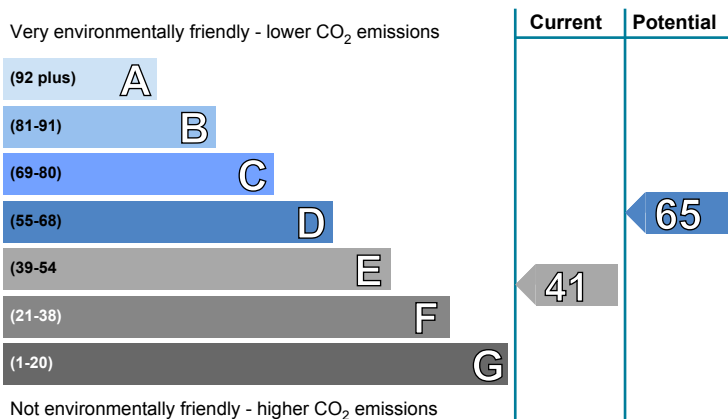 Current Potential
Very environmentally friendly - lower CO2 emissions
(92 plus) A
(81-91) B
(69-80) C
(55-68) D
65
(39-54 E
41
(21-38) F
(1-20) G
Not environmentally friendly - higher CO2 emissions